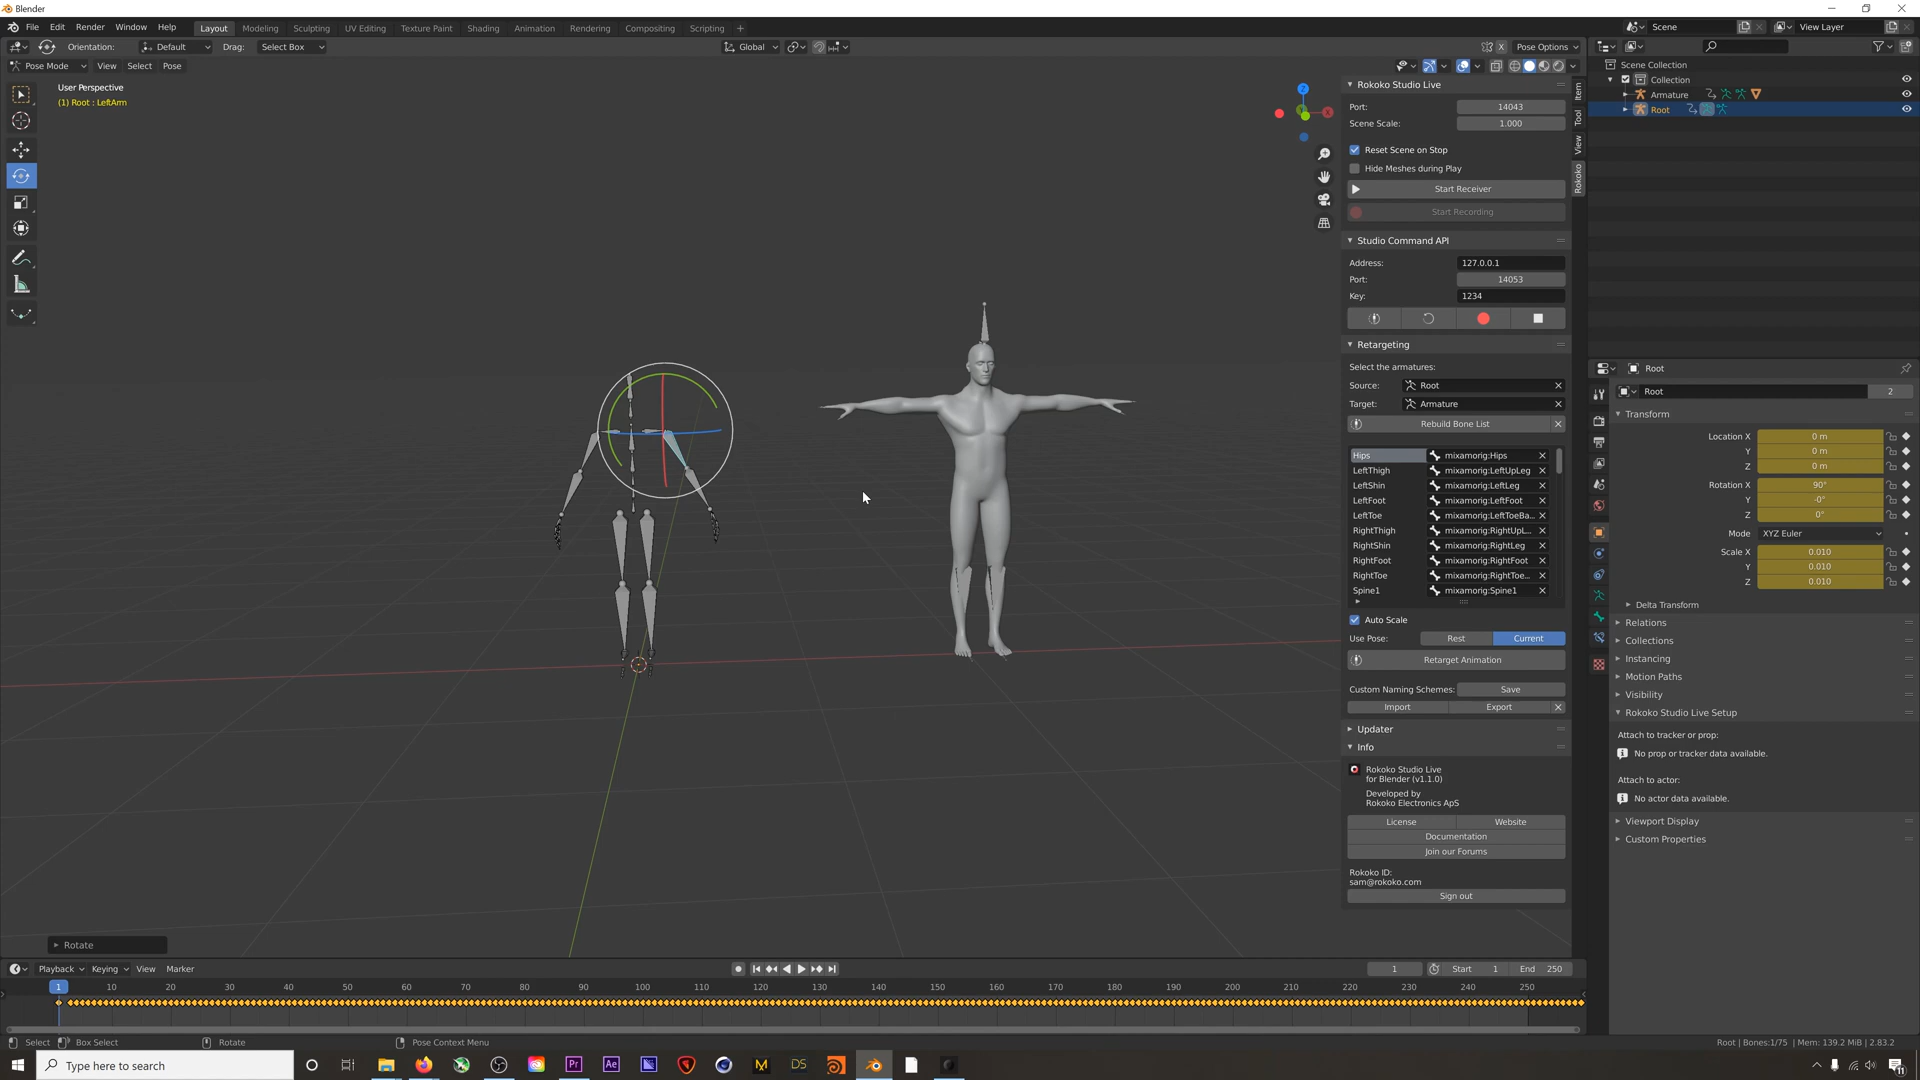 Blender
File Edit Render Window Help
Layout Modeling Sculpting UV Editing Texture Paint Shading Animation Rendering Compositing Scripting +
Scene
View Layer
Orientation: Default Drag: Select Box
Global
X Pose Options
Pose Mode View Select Pose
User Perspective
(1) Root : LeftArm
Z
X
Rokoko Studio Live
Port: 14043
Scene Scale: 1.000
Reset Scene on Stop
Hide Meshes during Play
Start Receiver
Start Recording
Studio Command API
Address: 127.0.0.1
Port: 14053
Key: 1234
Retargeting
Select the armatures:
Source: Root
Target: Armature
Rebuild Bone List
Hips mixamorig:Hips
LeftThigh mixamorig:LeftUpLeg
LeftShin mixamorig:LeftLeg
LeftFoot mixamorig:LeftFoot
LeftToe mixamorig:LeftToeBa...
RightThigh mixamorig:RightUpL...
RightShin mixamorig:RightLeg
RightFoot mixamorig:RightFoot
RightToe mixamorig:RightToe...
Spine1 mixamorig:Spine1
Auto Scale
Use Pose: Rest Current
Retarget Animation
Custom Naming Schemes: Save
Import Export
Updater
Info
Rokoko Studio Live
for Blender (v1.1.0)
Developed by
Rokoko Electronics ApS
License Website
Documentation
Join our Forums
Rokoko ID:
sam@rokoko.com
Sign out
Item
Tool
View
Rokoko
Scene Collection
Collection
Armature
Root
Root
Root 2
Transform
Location X 0 m
Y 0 m
Z 0 m
Rotation X 90°
Y -0°
Z 0°
Mode XYZ Euler
Scale X 0.010
Y 0.010
Z 0.010
Delta Transform
Relations
Collections
Instancing
Motion Paths
Visibility
Rokoko Studio Live Setup
Attach to tracker or prop:
No prop or tracker data available.
Attach to actor:
No actor data available.
Viewport Display
Custom Properties
Rotate
Playback Keying View Marker
1 Start 1 End 250
1 10 20 30 40 50 60 70 80 90 100 110 120 130 140 150 160 170 180 190 200 210 220 230 240 250
Select Box Select Rotate Pose Context Menu
Root | Bones:1/75 | Mem: 139.2 MiB | 2.83.2
Type here to search
Pr Ae M DS
11